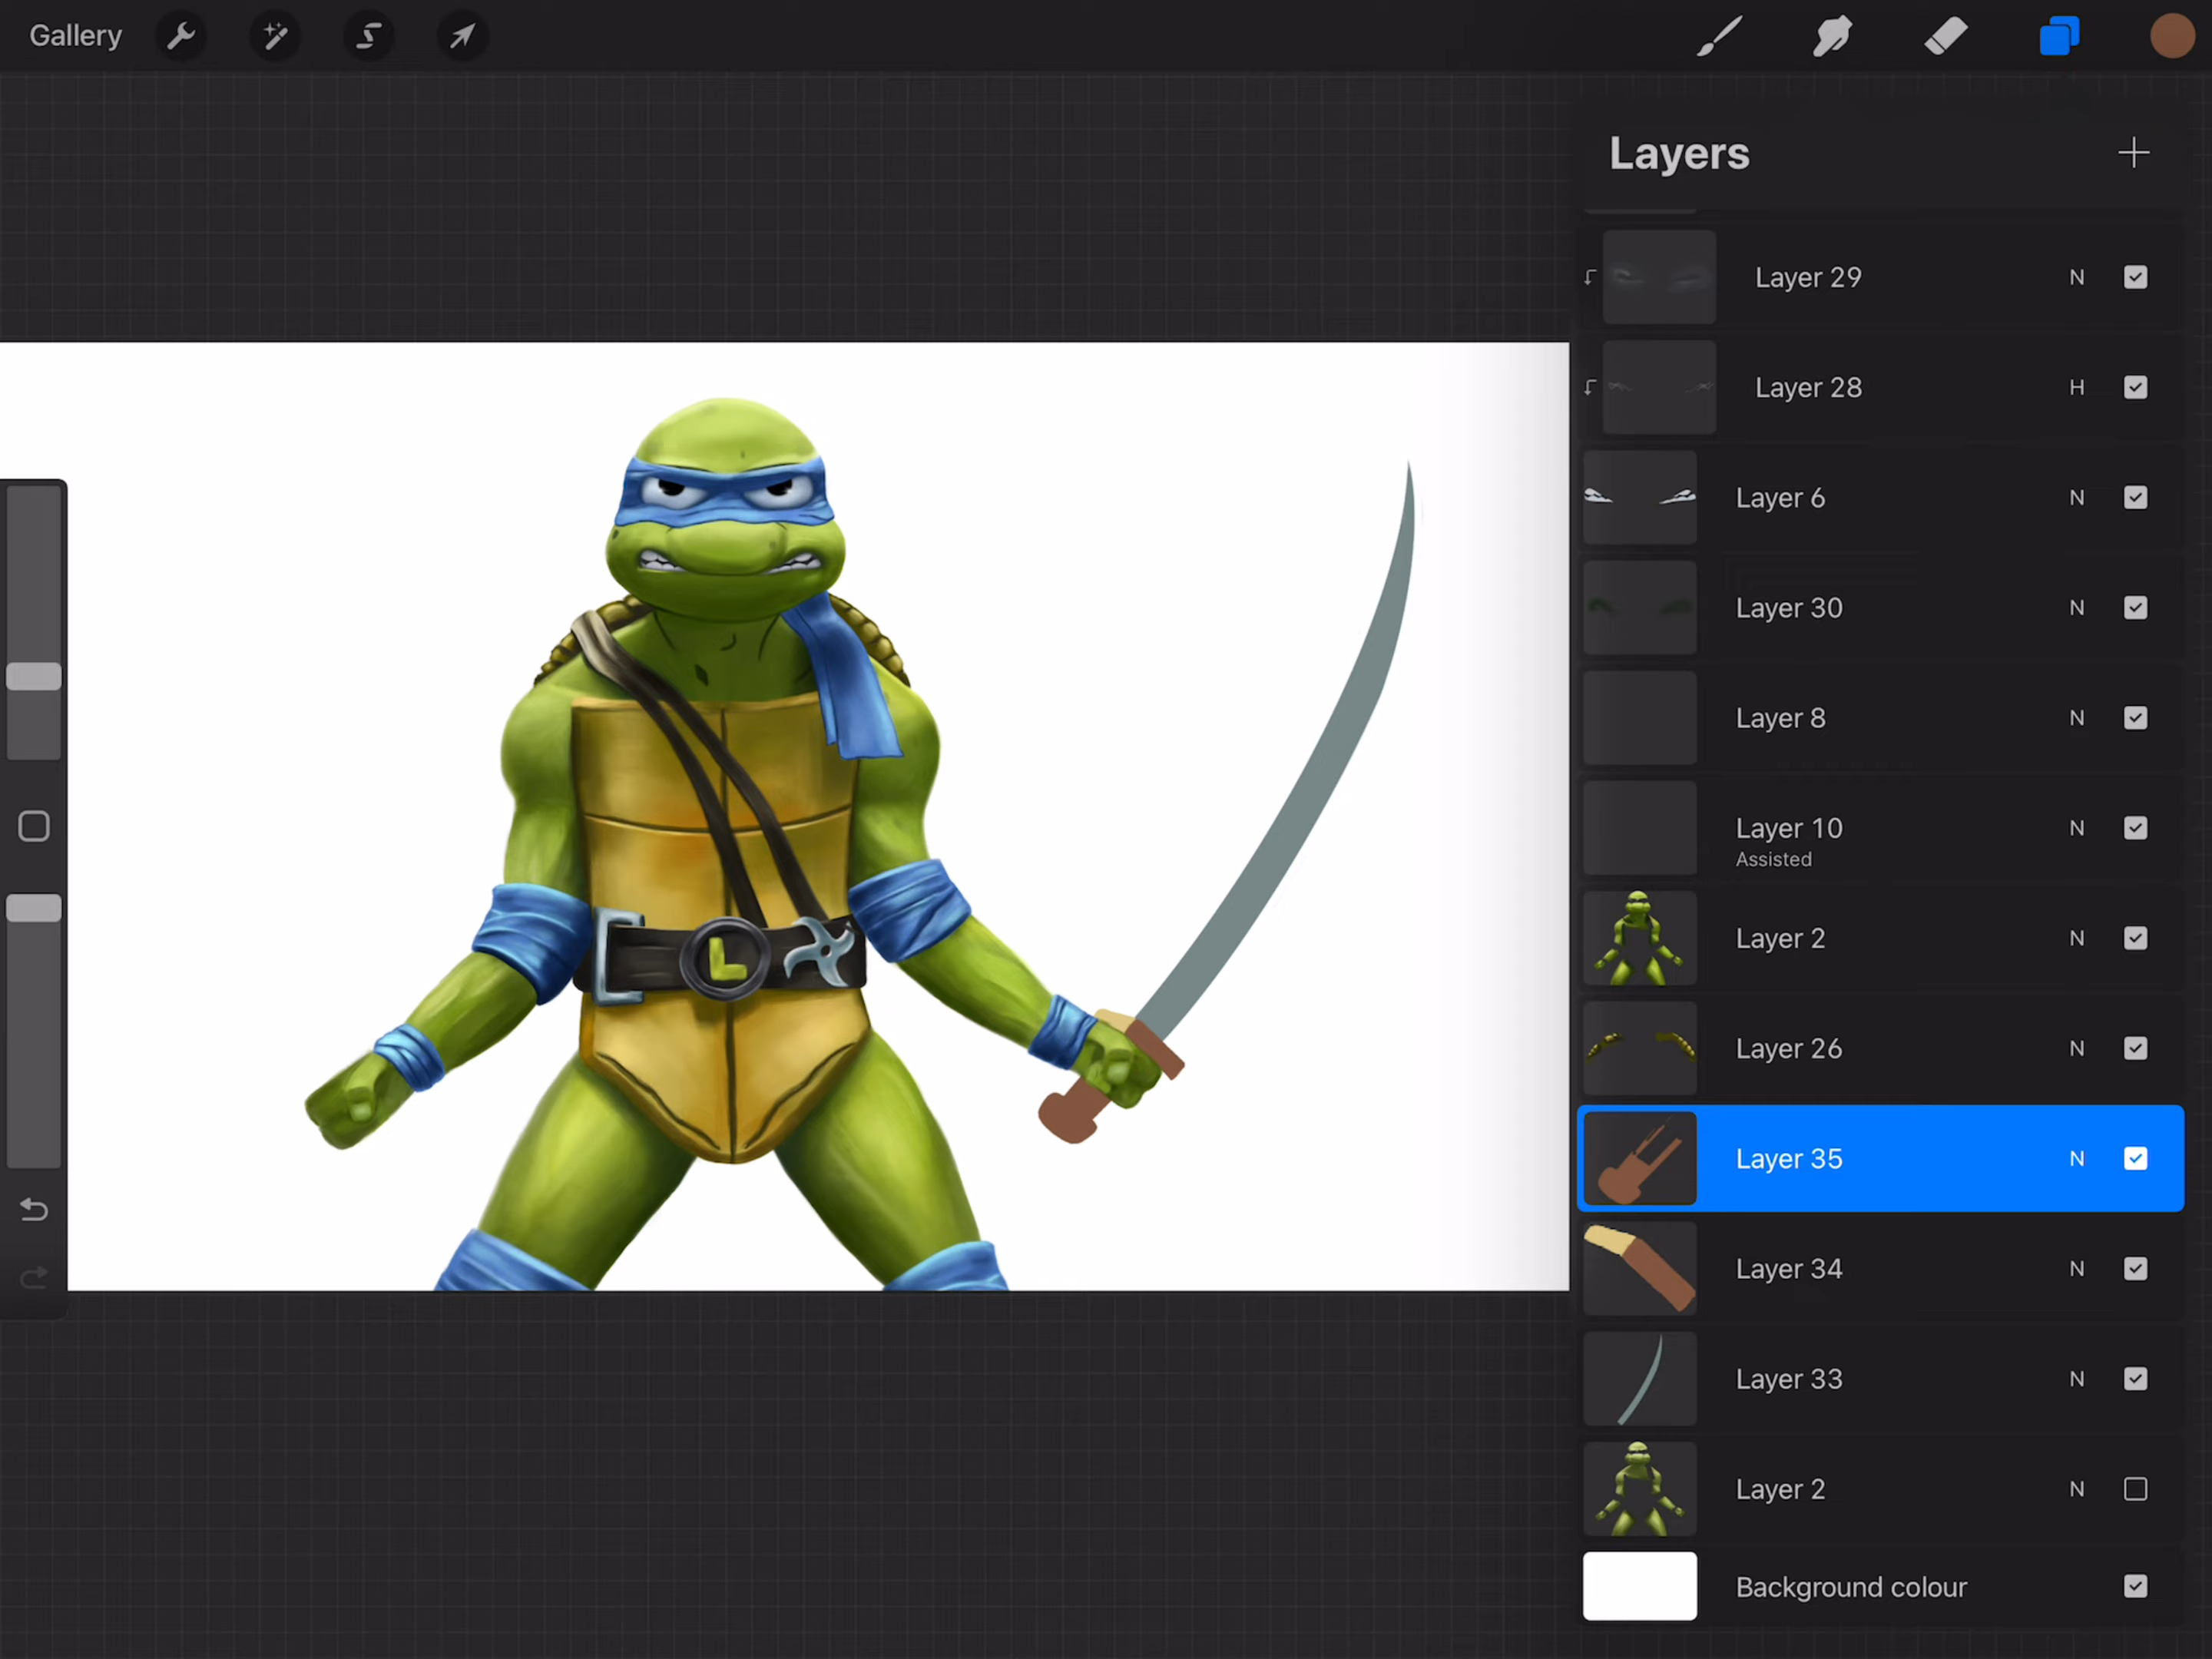 Gallery
Layers
Layer 29 N
Layer 28 H
Layer 6 N
Layer 30 N
Layer 8 N
Layer 10 N
Assisted
Layer 2 N
Layer 26 N
Layer 35 N
Layer 34 N
Layer 33 N
Layer 2 N
Background colour
L